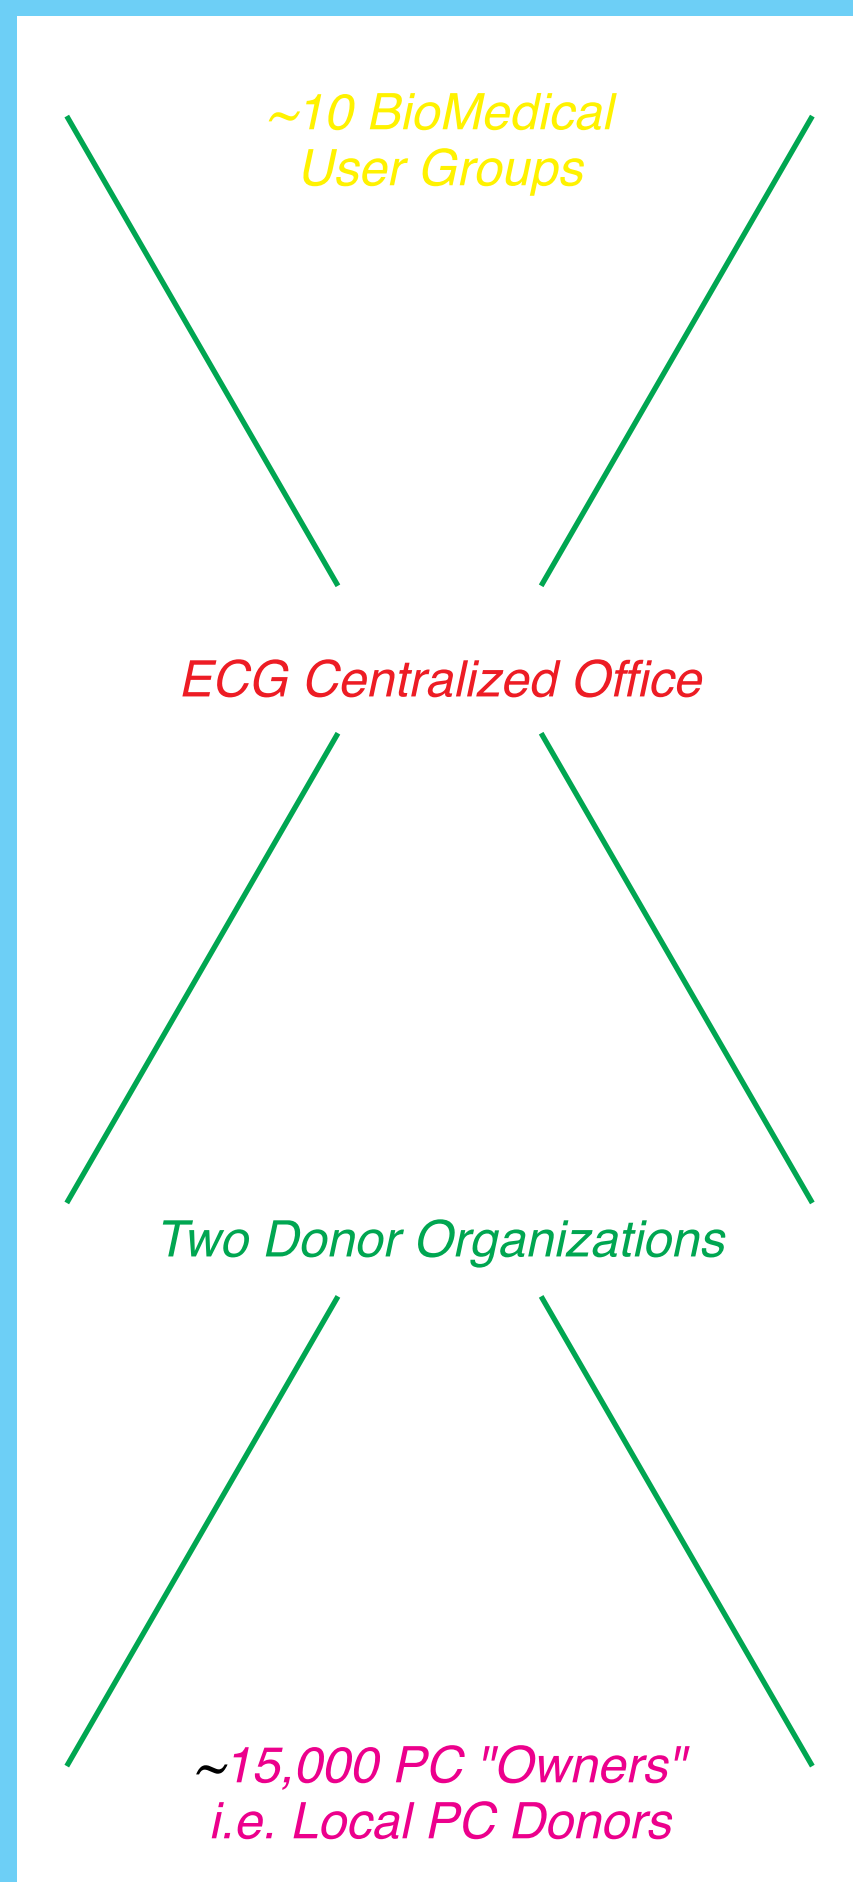 ~10 BioMedical
User Groups
ECG Centralized Office
Two Donor Organizations
~15,000 PC "Owners"
i.e. Local PC Donors